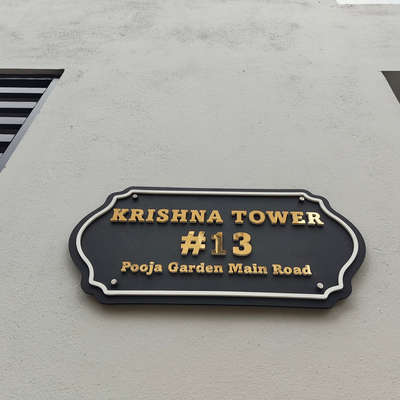 KRISHNA TOWER
#13
Pooja Garden Main Road